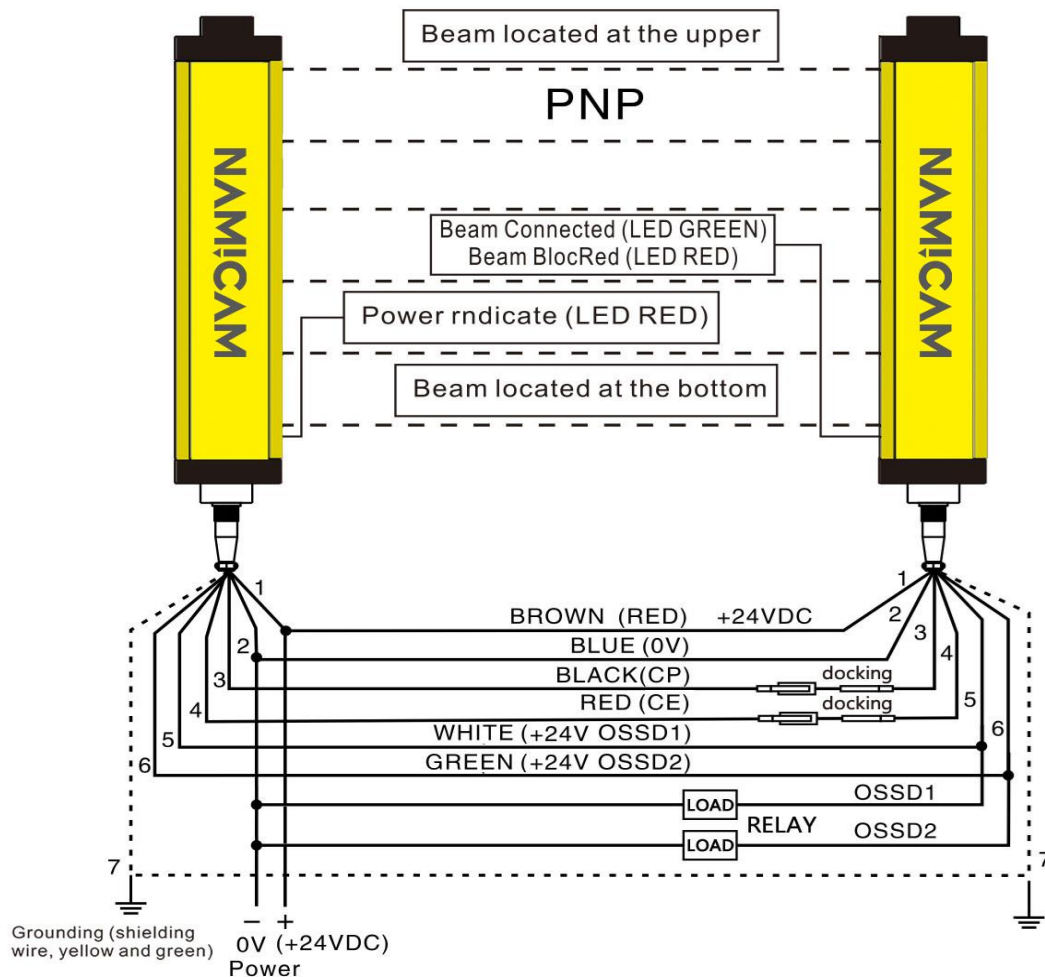 Beam located at the upper
PNP
NAMiCAM
NAMiCAM
Beam Connected (LED GREEN)
Beam BlocRed (LED RED)
Power rndicate (LED RED)
Beam located at the bottom
1
1
BROWN (RED) +24VDC
2
2
BLUE (0V)
3
3
BLACK(CP)
docking
4
4
RED (CE)
docking
5
5
WHITE (+24V OSSD1)
6
6
GREEN (+24V OSSD2)
LOAD
OSSD1
RELAY
LOAD
OSSD2
7
7
Grounding (shielding
wire, yellow and green)
− +
0V (+24VDC)
Power